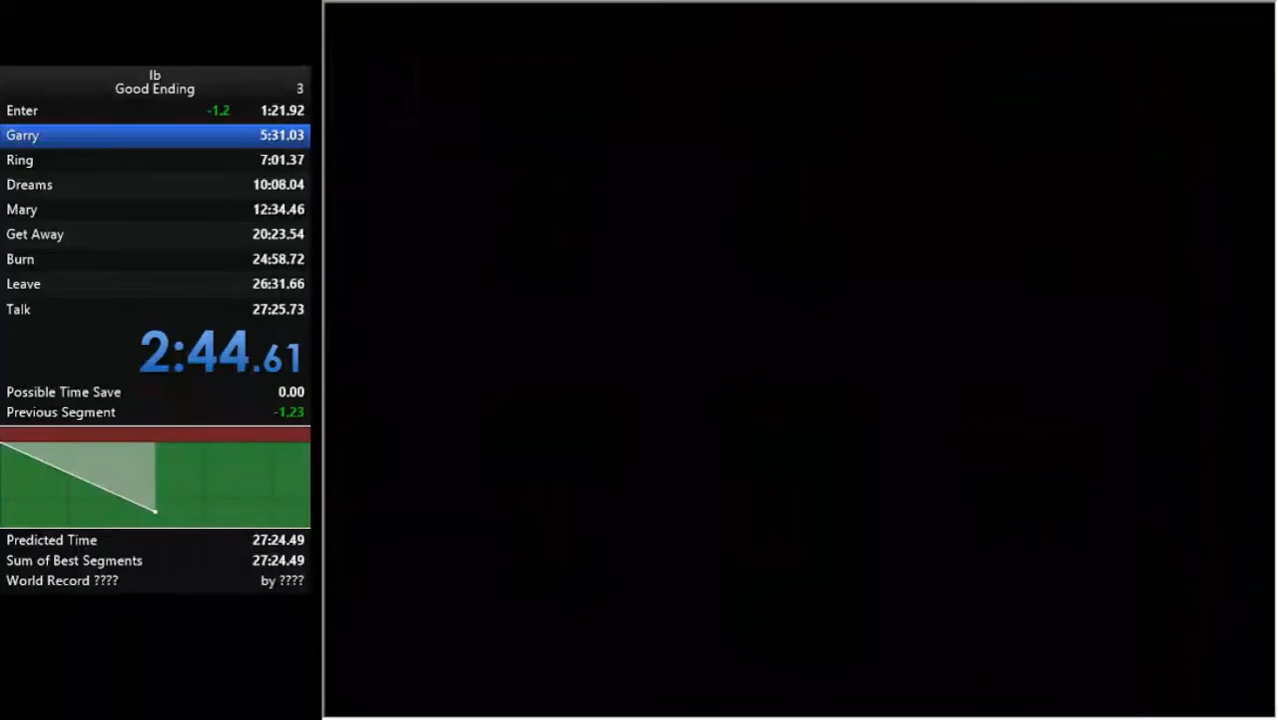 Ib
Good Ending 3
Enter -1.2 1:21.92
Garry 5:31.03
Ring 7:01.37
Dreams 10:08.04
Mary 12:34.46
Get Away 20:23.54
Burn 24:58.72
Leave 26:31.66
Talk 27:25.73
2:44.61
Possible Time Save 0.00
Previous Segment -1.23
Predicted Time 27:24.49
Sum of Best Segments 27:24.49
World Record ???? by ????